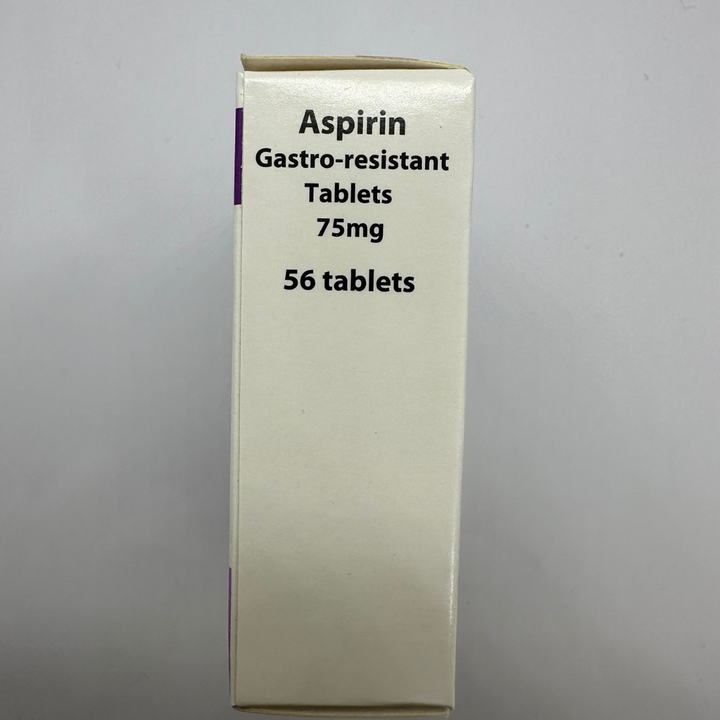 Aspirin
Gastro-resistant
Tablets
75mg
56 tablets